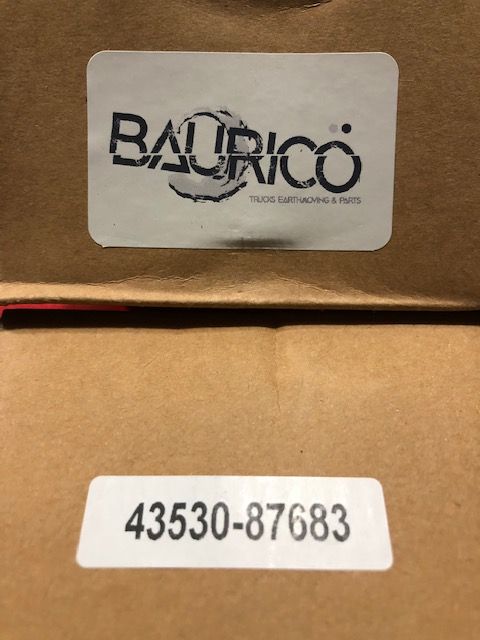 BAURICÖ
TRUCKS EARTHMOVING & PARTS
43530-87683